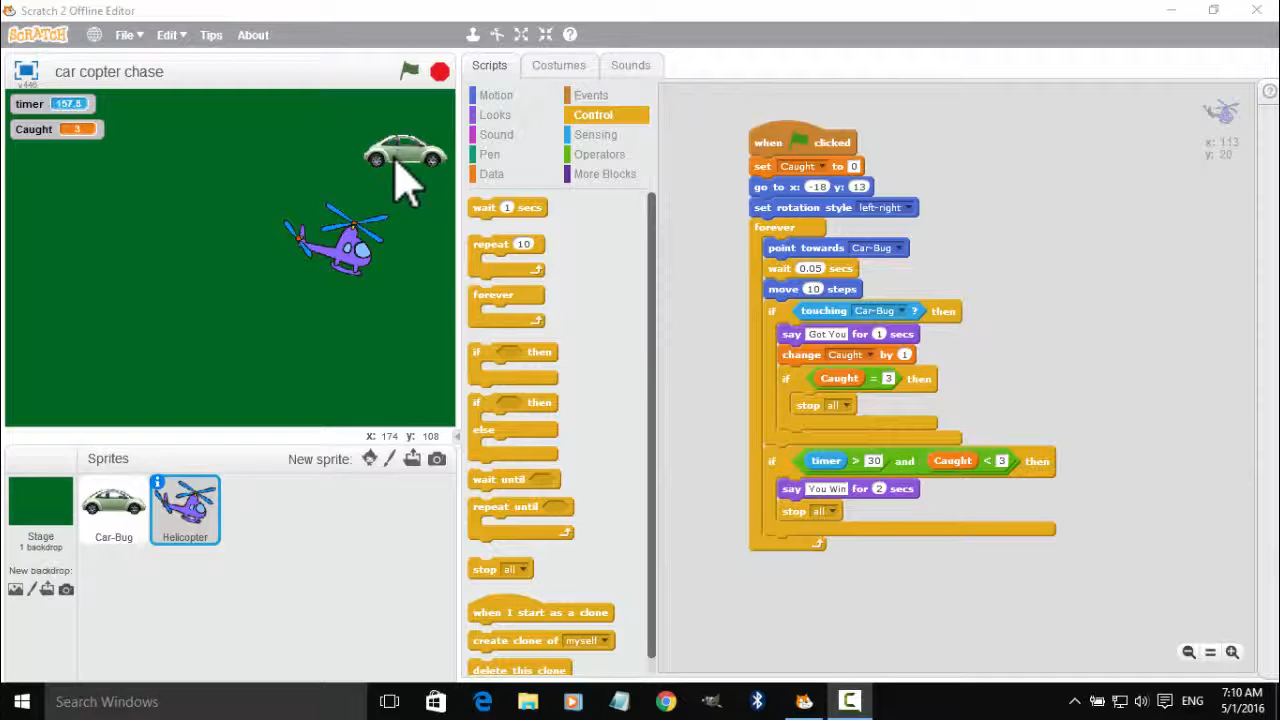 Scratch 2 Offline Editor
SCRATCH File Edit Tips About
car copter chase
v446
timer 157.8
Caught 3
x: 174 y: 108
Sprites New sprite:
Stage
1 backdrop
New backdrop:
Car-Bug
Helicopter
Scripts Costumes Sounds
Motion Events
Looks Control
Sound Sensing
Pen Operators
Data More Blocks
wait 1 secs
repeat 10
forever
if then
if then
else
wait until
repeat until
stop all
when I start as a clone
create clone of myself
delete this clone
when clicked
set Caught to 0
go to x: -18 y: 13
set rotation style left-right
forever
point towards Car-Bug
wait 0.05 secs
move 10 steps
if touching Car-Bug ? then
say Got You for 1 secs
change Caught by 1
if Caught = 3 then
stop all
if timer > 30 and Caught < 3 then
say You Win for 2 secs
stop all
x: 113
y: 20
Search Windows
ENG
7:10 AM
5/1/2016